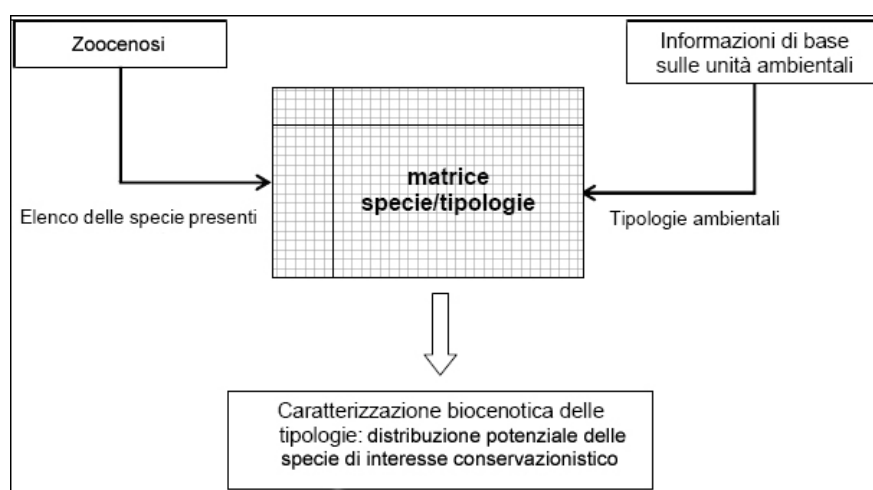 Zoocenosi
Informazioni di base
sulle unità ambientali
matrice
specie/tipologie
Elenco delle specie presenti
Tipologie ambientali
Caratterizzazione biocenotica delle
tipologie: distribuzione potenziale delle
specie di interesse conservazionistico